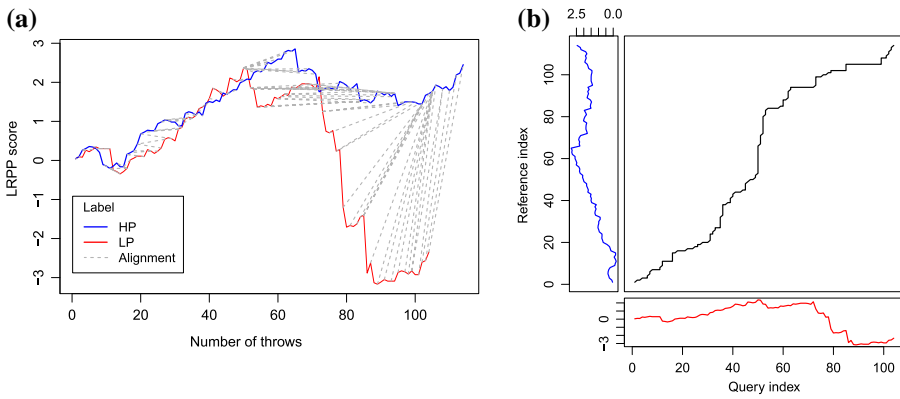 (a)
3
2
1
0
−1
−2
−3
LRPP score
Label
HP
LP
Alignment
0 20 40 60 80 100
Number of throws
(b)
2.5 0.0
0 20 40 60 80 100
Reference index
−3 0
0 20 40 60 80 100
Query index